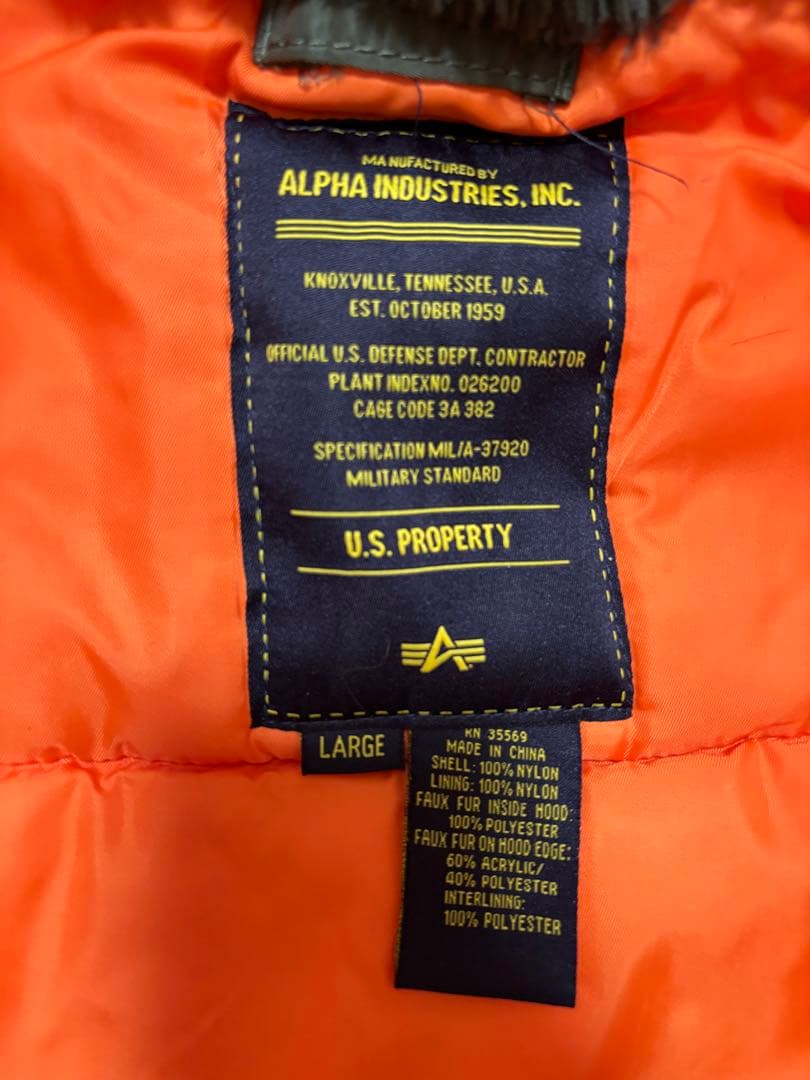 MANUFACTURED BY
ALPHA INDUSTRIES, INC.
KNOXVILLE, TENNESSEE, U.S.A.
EST. OCTOBER 1959
OFFICIAL U.S. DEFENSE DEPT. CONTRACTOR
PLANT INDEXNO. 026200
CAGE CODE 3A 382
SPECIFICATION MIL/A-37920
MILITARY STANDARD
U.S. PROPERTY
LARGE
RN 35569
MADE IN CHINA
SHELL: 100% NYLON
LINING: 100% NYLON
FAUX FUR INSIDE HOOD:
100% POLYESTER
FAUX FUR ON HOOD EDGE:
60% ACRYLIC/
40% POLYESTER
INTERLINING:
100% POLYESTER